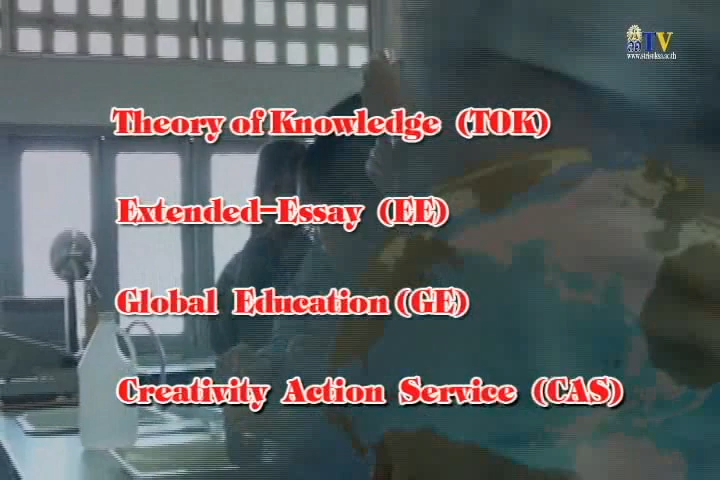 TV
Theory of Knowledge (TOK)
Extended-Essay (EE)
Global Education (GE)
Creativity Action Service (CAS)